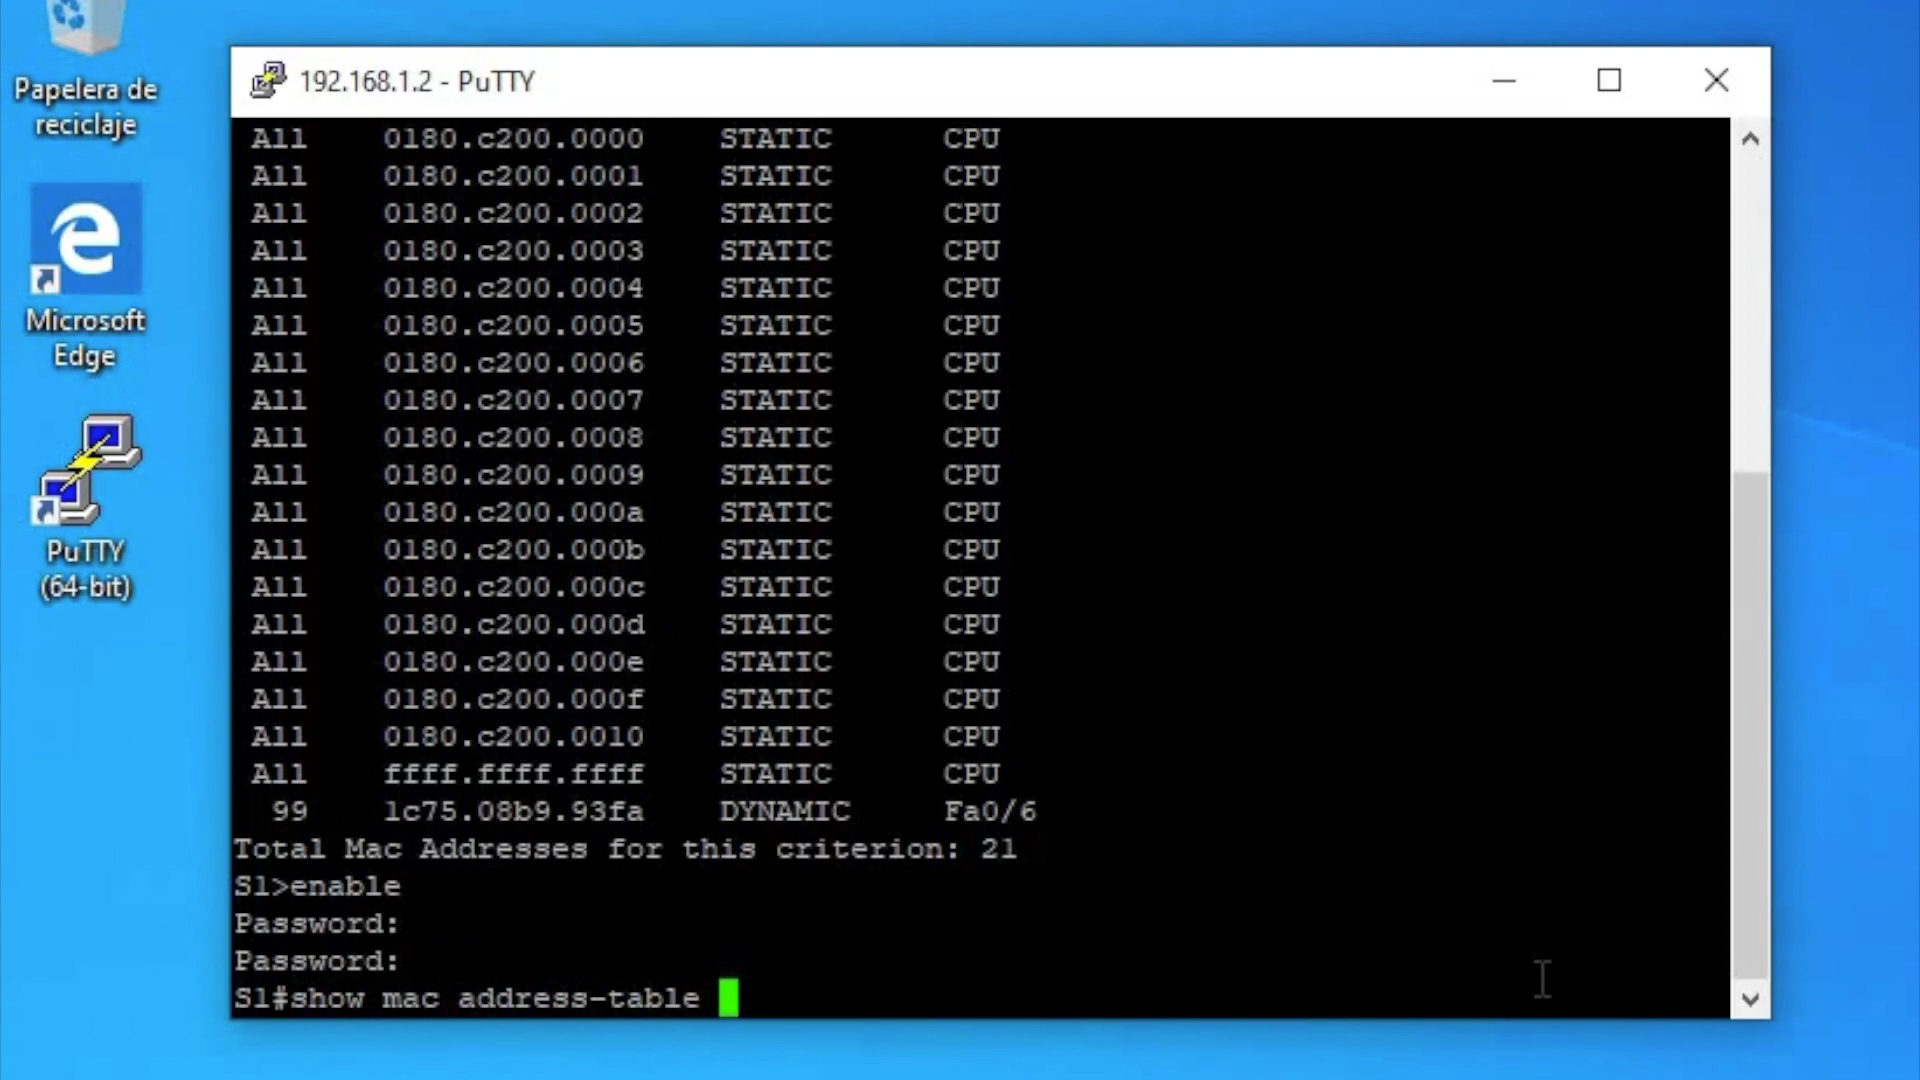 Papelera de
reciclaje
Microsoft
Edge
PuTTY
(64-bit)
192.168.1.2 - PuTTY
All 0180.c200.0000 STATIC CPU
All 0180.c200.0001 STATIC CPU
All 0180.c200.0002 STATIC CPU
All 0180.c200.0003 STATIC CPU
All 0180.c200.0004 STATIC CPU
All 0180.c200.0005 STATIC CPU
All 0180.c200.0006 STATIC CPU
All 0180.c200.0007 STATIC CPU
All 0180.c200.0008 STATIC CPU
All 0180.c200.0009 STATIC CPU
All 0180.c200.000a STATIC CPU
All 0180.c200.000b STATIC CPU
All 0180.c200.000c STATIC CPU
All 0180.c200.000d STATIC CPU
All 0180.c200.000e STATIC CPU
All 0180.c200.000f STATIC CPU
All 0180.c200.0010 STATIC CPU
All ffff.ffff.ffff STATIC CPU
99 1c75.08b9.93fa DYNAMIC Fa0/6
Total Mac Addresses for this criterion: 21
S1>enable
Password:
Password:
S1#show mac address-table